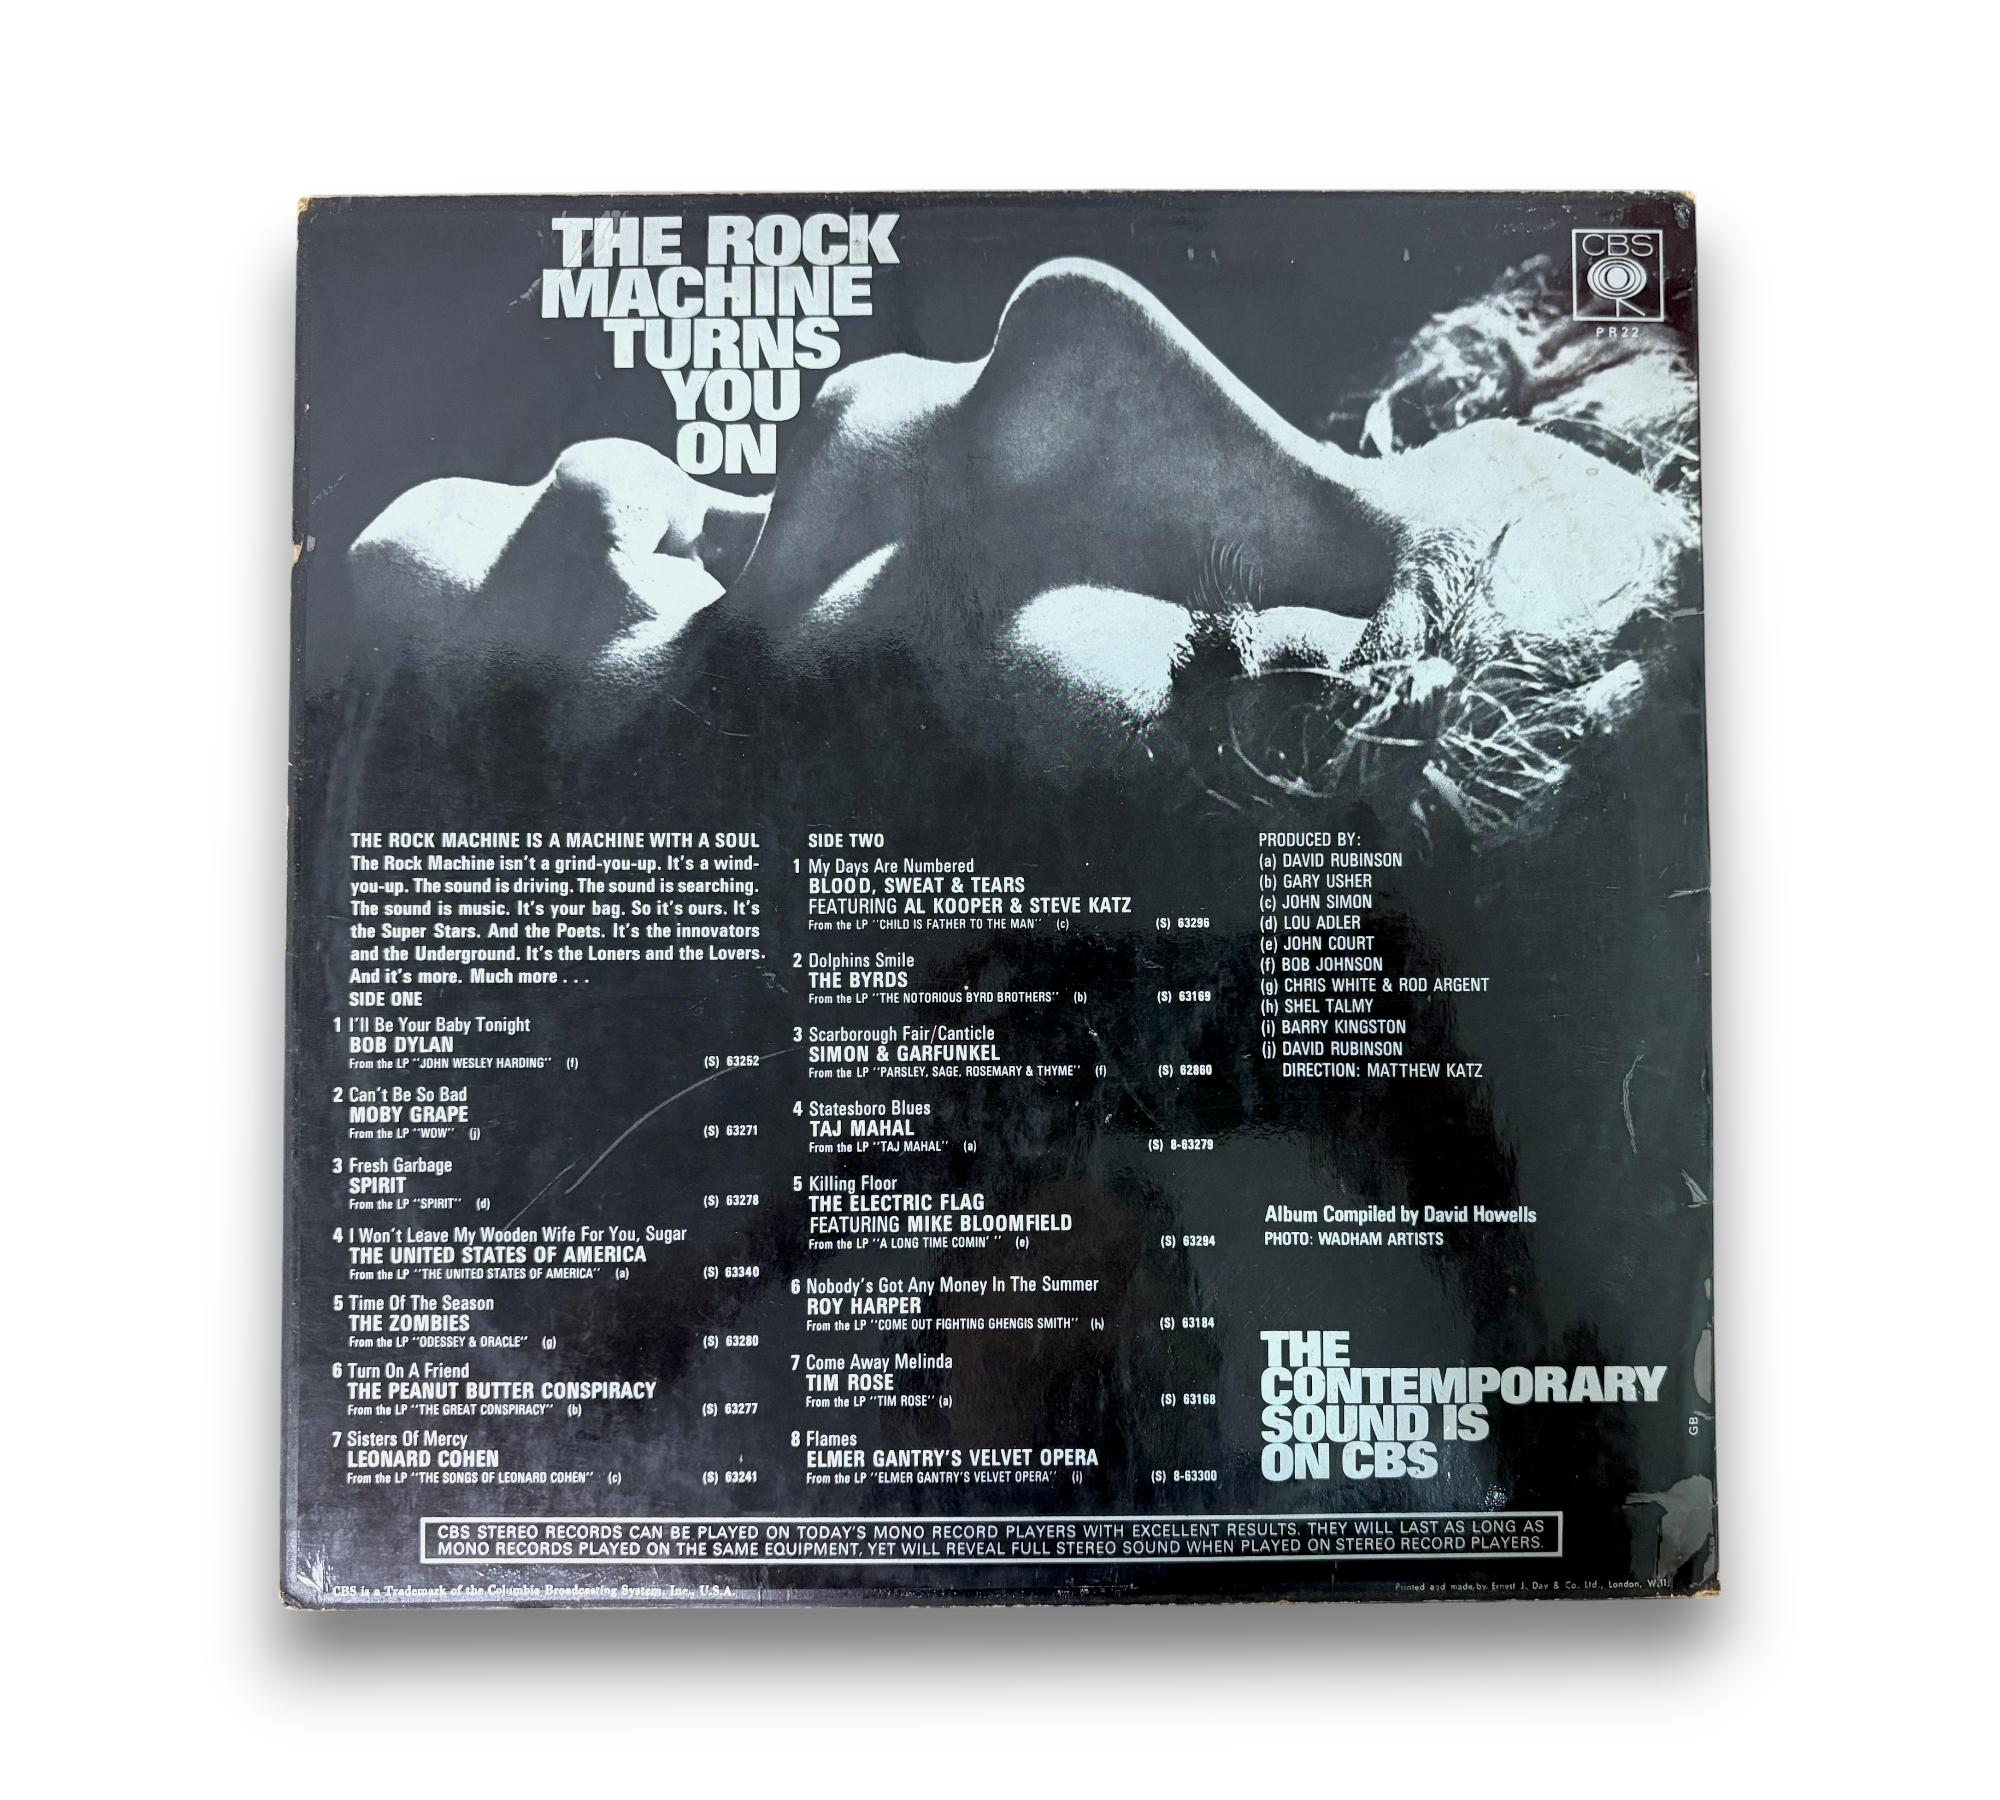 THE ROCK
MACHINE
TURNS
YOU
ON
CBS
PR22
THE ROCK MACHINE IS A MACHINE WITH A SOUL
The Rock Machine isn't a grind-you-up. It's a wind-
you-up. The sound is driving. The sound is searching.
The sound is music. It's your bag. So it's ours. It's
the Super Stars. And the Poets. It's the innovators
and the Underground. It's the Loners and the Lovers.
And it's more. Much more . . .
SIDE ONE
1 I'll Be Your Baby Tonight
BOB DYLAN
From the LP "JOHN WESLEY HARDING" (f) (S) 63252
2 Can't Be So Bad
MOBY GRAPE
From the LP "WOW" (j) (S) 63271
3 Fresh Garbage
SPIRIT
From the LP "SPIRIT" (d) (S) 63278
4 I Won't Leave My Wooden Wife For You, Sugar
THE UNITED STATES OF AMERICA
From the LP "THE UNITED STATES OF AMERICA" (a) (S) 63340
5 Time Of The Season
THE ZOMBIES
From the LP "ODESSEY & ORACLE" (g) (S) 63280
6 Turn On A Friend
THE PEANUT BUTTER CONSPIRACY
From the LP "THE GREAT CONSPIRACY" (b) (S) 63277
7 Sisters Of Mercy
LEONARD COHEN
From the LP "THE SONGS OF LEONARD COHEN" (c) (S) 63241
SIDE TWO
1 My Days Are Numbered
BLOOD, SWEAT & TEARS
FEATURING AL KOOPER & STEVE KATZ
From the LP "CHILD IS FATHER TO THE MAN" (c) (S) 63296
2 Dolphins Smile
THE BYRDS
From the LP "THE NOTORIOUS BYRD BROTHERS" (b) (S) 63169
3 Scarborough Fair/Canticle
SIMON & GARFUNKEL
From the LP "PARSLEY, SAGE, ROSEMARY & THYME" (f) (S) 62860
4 Statesboro Blues
TAJ MAHAL
From the LP "TAJ MAHAL" (a) (S) 8-63279
5 Killing Floor
THE ELECTRIC FLAG
FEATURING MIKE BLOOMFIELD
From the LP "A LONG TIME COMIN' " (e) (S) 63294
6 Nobody's Got Any Money In The Summer
ROY HARPER
From the LP "COME OUT FIGHTING GHENGIS SMITH" (h) (S) 63184
7 Come Away Melinda
TIM ROSE
From the LP "TIM ROSE" (a) (S) 63168
8 Flames
ELMER GANTRY'S VELVET OPERA
From the LP "ELMER GANTRY'S VELVET OPERA" (i) (S) 8-63300
PRODUCED BY:
(a) DAVID RUBINSON
(b) GARY USHER
(c) JOHN SIMON
(d) LOU ADLER
(e) JOHN COURT
(f) BOB JOHNSON
(g) CHRIS WHITE & ROD ARGENT
(h) SHEL TALMY
(i) BARRY KINGSTON
(j) DAVID RUBINSON
DIRECTION: MATTHEW KATZ
Album Compiled by David Howells
PHOTO: WADHAM ARTISTS
THE
CONTEMPORARY
SOUND IS
ON CBS
GB
CBS STEREO RECORDS CAN BE PLAYED ON TODAY'S MONO RECORD PLAYERS WITH EXCELLENT RESULTS. THEY WILL LAST AS LONG AS
MONO RECORDS PLAYED ON THE SAME EQUIPMENT, YET WILL REVEAL FULL STEREO SOUND WHEN PLAYED ON STEREO RECORD PLAYERS.
CBS is a Trademark of the Columbia Broadcasting System, Inc., U.S.A.
Printed and made by Ernest J. Day & Co. Ltd., London, W.11.